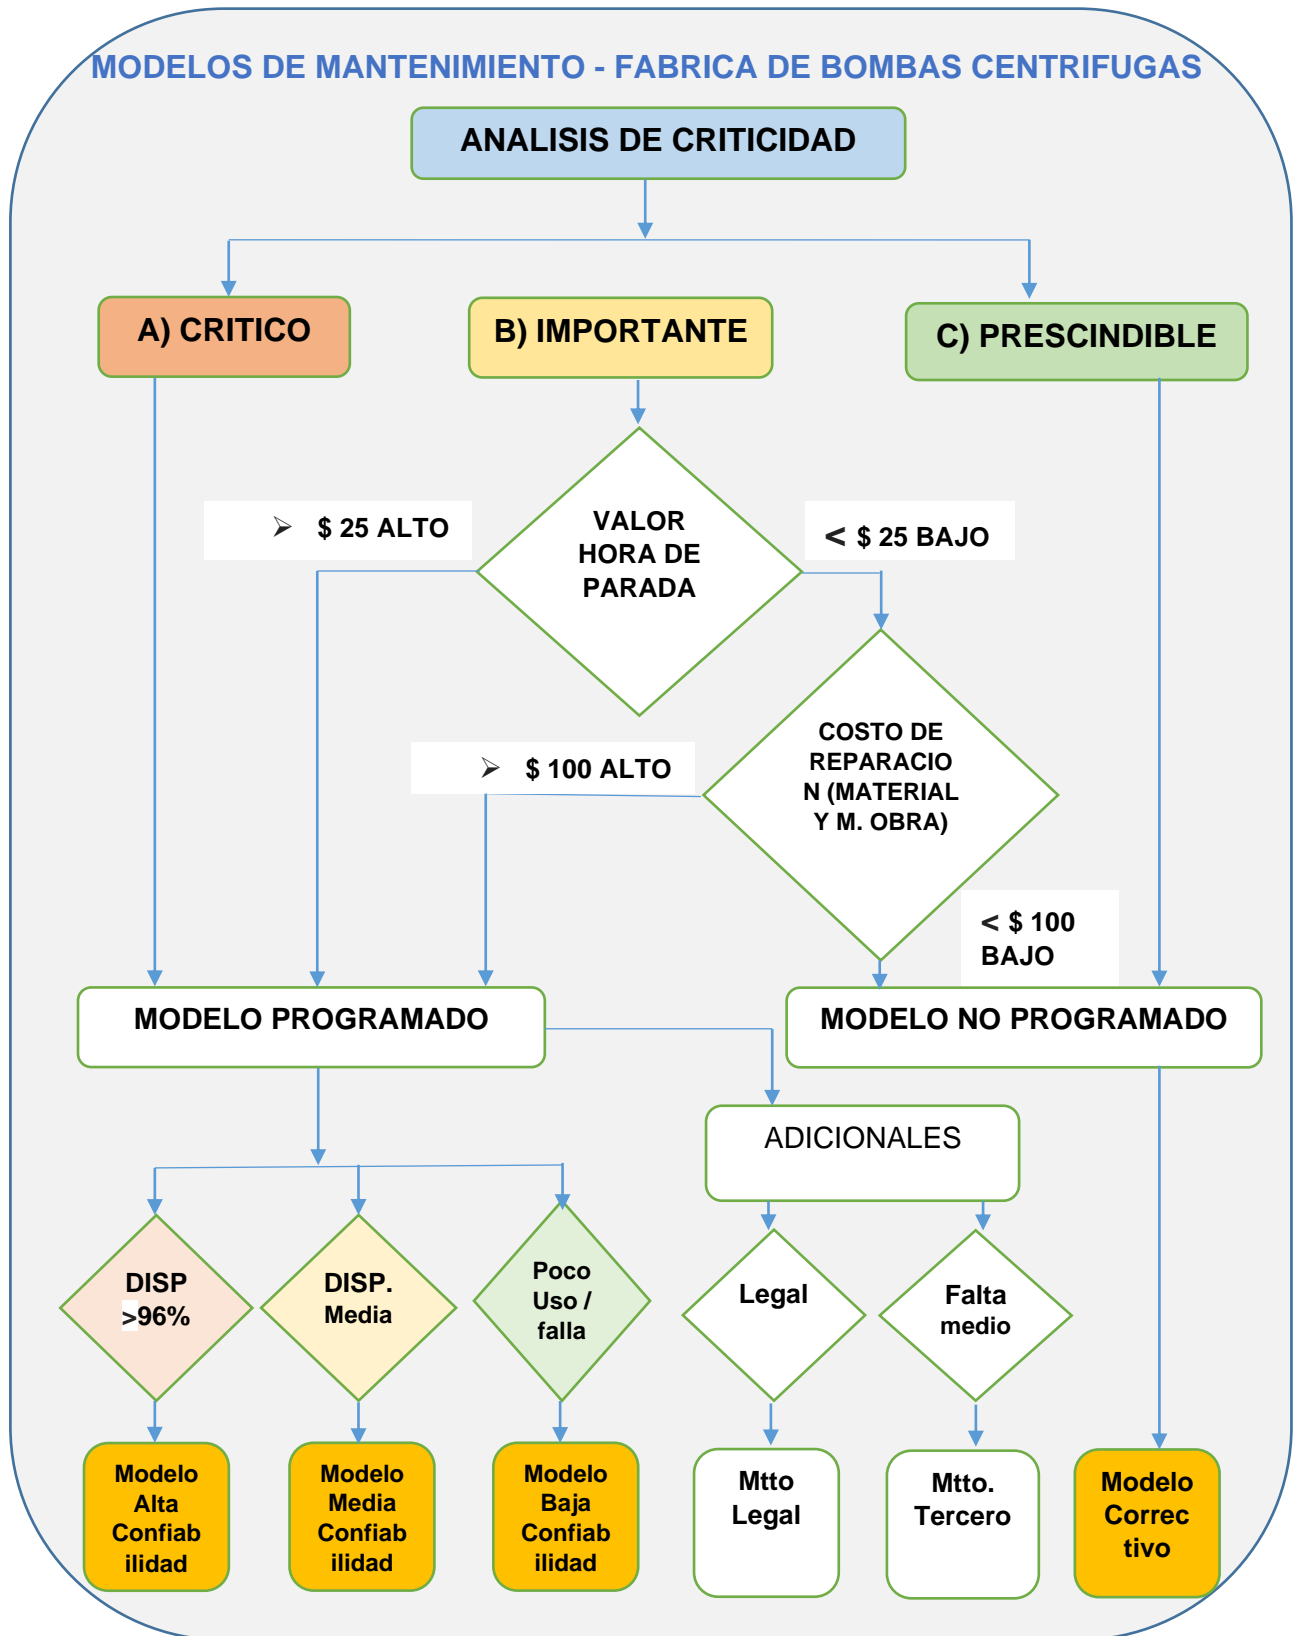 MODELOS DE MANTENIMIENTO - FABRICA DE BOMBAS CENTRIFUGAS
ANALISIS DE CRITICIDAD
A) CRITICO
B) IMPORTANTE
C) PRESCINDIBLE
➢ $ 25 ALTO
VALOR
HORA DE
PARADA
< $ 25 BAJO
➢ $ 100 ALTO
COSTO DE
REPARACIO
N (MATERIAL
Y M. OBRA)
< $ 100
BAJO
MODELO PROGRAMADO
MODELO NO PROGRAMADO
ADICIONALES
DISP
>96%
DISP.
Media
Poco
Uso /
falla
Legal
Falta
medio
Modelo
Alta
Confiab
ilidad
Modelo
Media
Confiab
ilidad
Modelo
Baja
Confiab
ilidad
Mtto
Legal
Mtto.
Tercero
Modelo
Correc
tivo